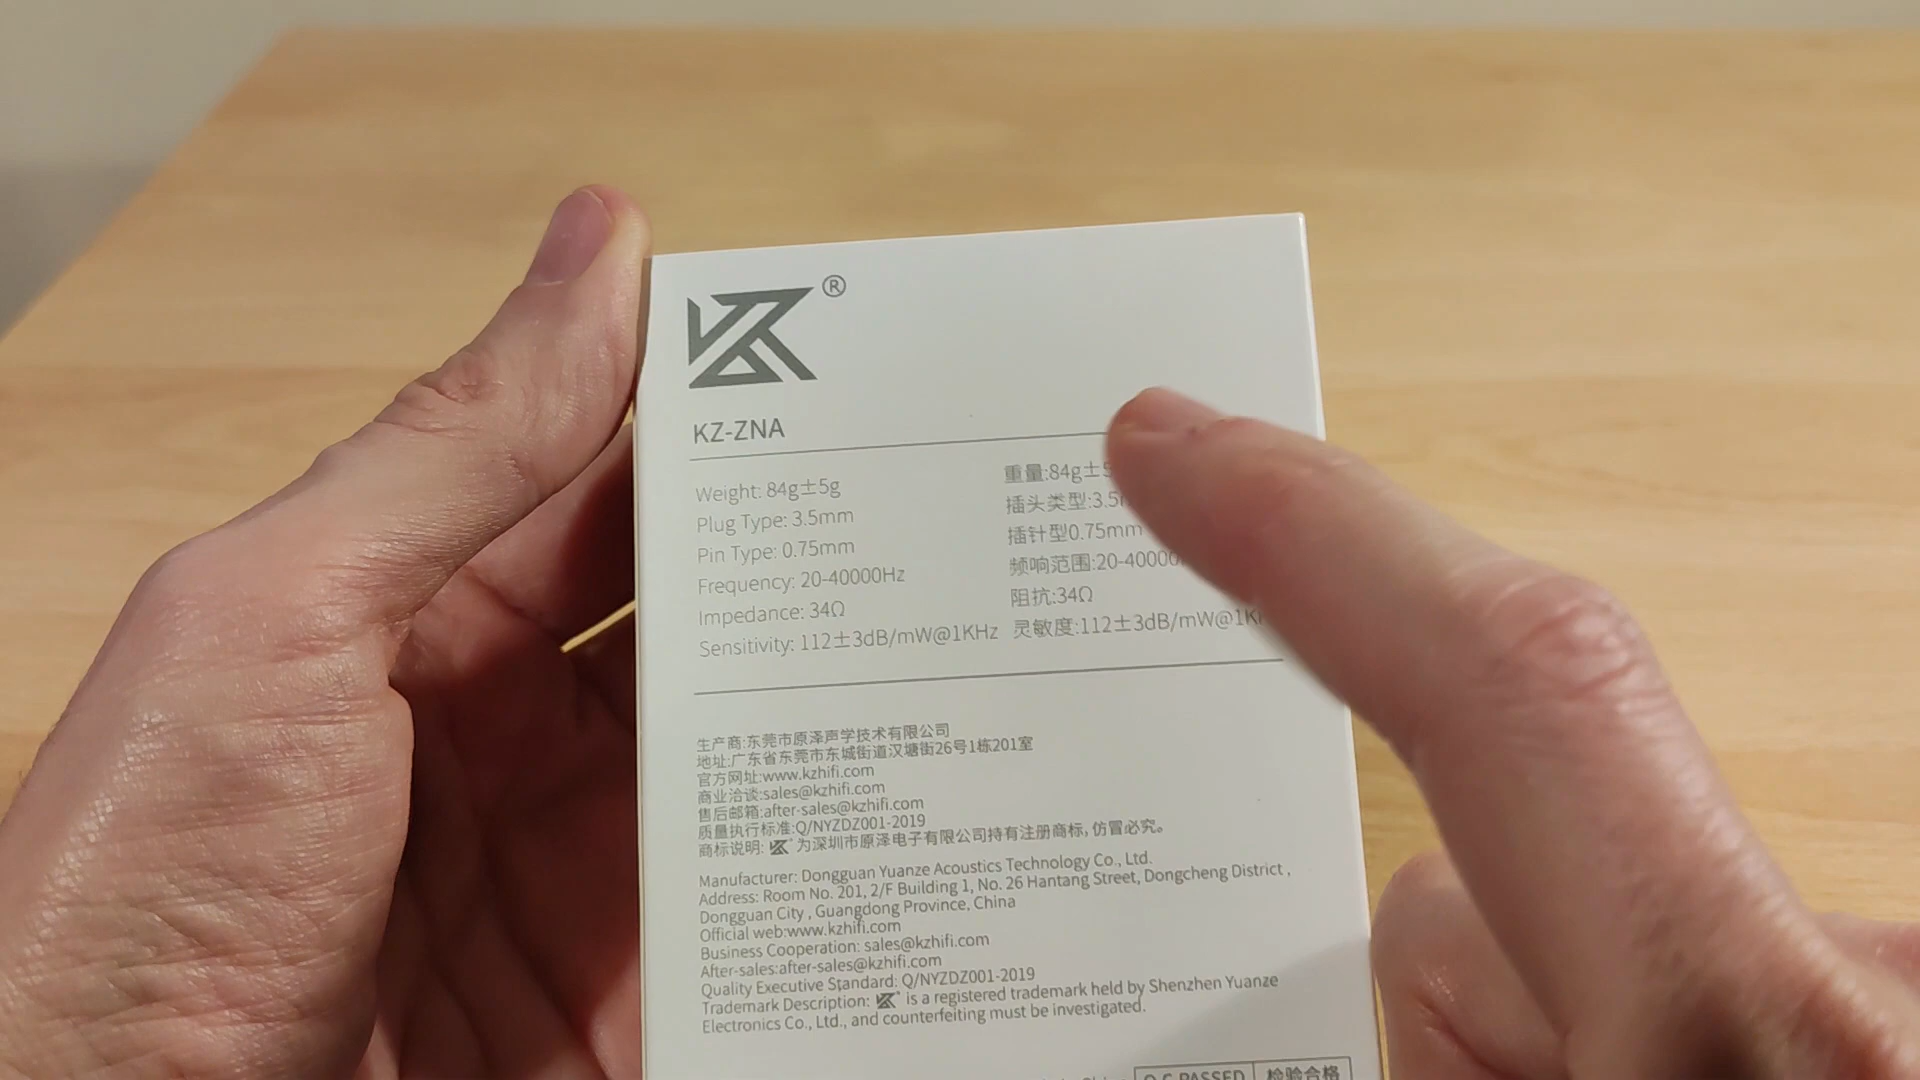 ®
KZ-ZNA
Weight: 84g±5g
Plug Type: 3.5mm
Pin Type: 0.75mm
Frequency: 20-40000Hz
Impedance: 34Ω
Sensitivity: 112±3dB/mW@1KHz
重量:84g±5
插头类型:3.5
插针型0.75mm
频响范围:20-40000
阻抗:34Ω
灵敏度:112±3dB/mW@1K
生产商:东莞市原泽声学技术有限公司
地址:广东省东莞市东城街道汉塘街26号1栋201室
官方网址:www.kzhifi.com
商业洽谈:sales@kzhifi.com
售后邮箱:after-sales@kzhifi.com
质量执行标准:Q/NYZDZ001-2019
商标说明: 为深圳市原泽电子有限公司持有注册商标,仿冒必究。
Manufacturer: Dongguan Yuanze Acoustics Technology Co., Ltd.
Address: Room No. 201, 2/F Building 1, No. 26 Hantang Street, Dongcheng District ,
Dongguan City , Guangdong Province, China
Official web:www.kzhifi.com
Business Cooperation: sales@kzhifi.com
After-sales:after-sales@kzhifi.com
Quality Executive Standard: Q/NYZDZ001-2019
Trademark Description: is a registered trademark held by Shenzhen Yuanze
Electronics Co., Ltd., and counterfeiting must be investigated.
Q.C PASSED 检验合格